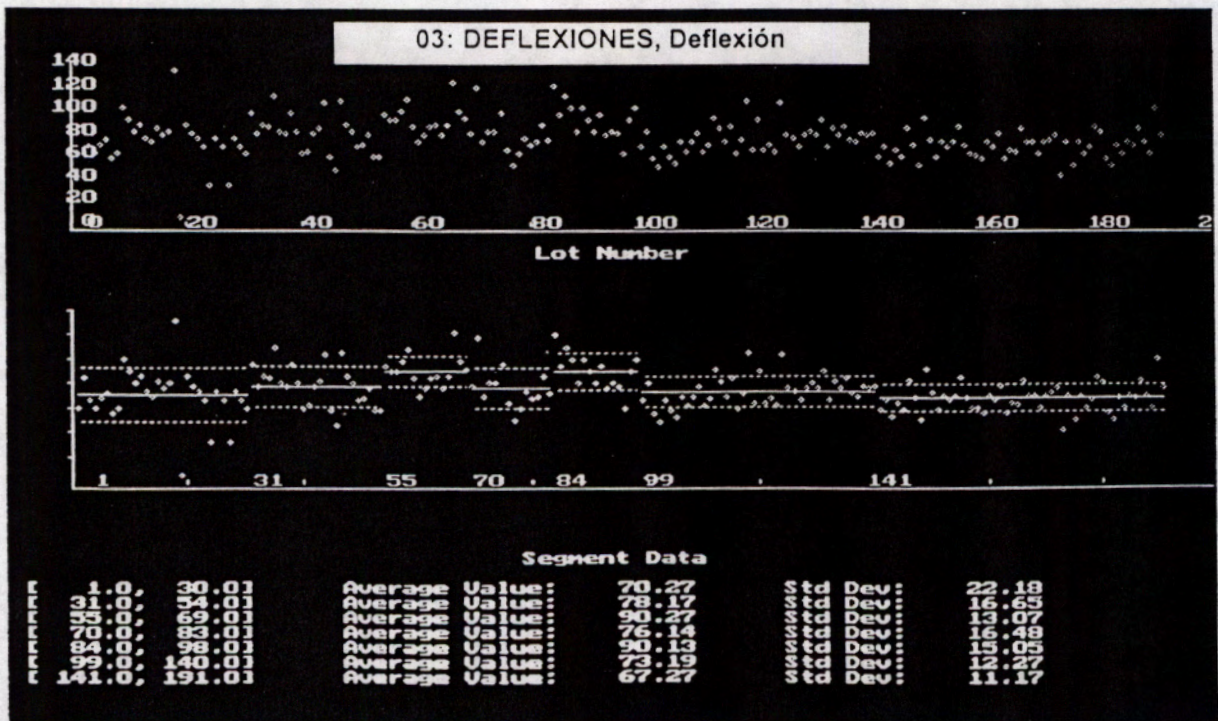 03: DEFLEXIONES, Deflexión
140
120
100
80
60
40
20
0 0 20 40 60 80 100 120 140 160 180 2
Lot Number
1 31 55 70 84 99 141
Segment Data
[ 1.0, 30.0] Average Value: 70.27 Std Dev: 22.18
[ 31.0, 54.0] Average Value: 78.17 Std Dev: 16.65
[ 55.0, 69.0] Average Value: 90.27 Std Dev: 13.07
[ 70.0, 83.0] Average Value: 76.14 Std Dev: 16.48
[ 84.0, 98.0] Average Value: 90.13 Std Dev: 15.05
[ 99.0, 140.0] Average Value: 73.19 Std Dev: 12.27
[ 141.0, 191.0] Average Value: 67.27 Std Dev: 11.17